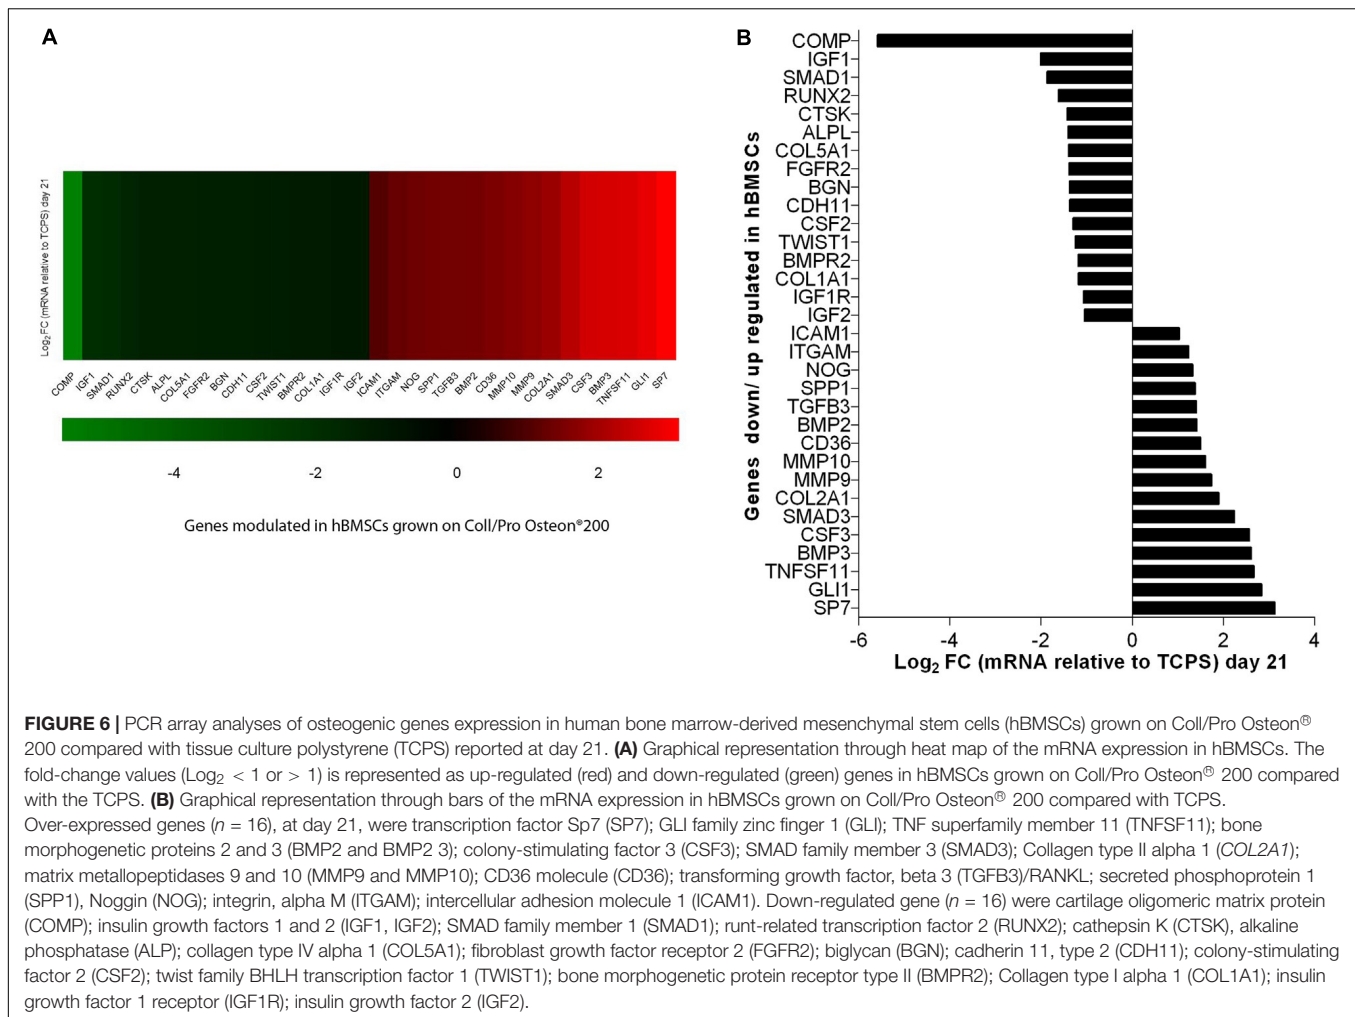 A
Log2FC (mRNA relative to TCPS) day 21
COMP
IGF1
SMAD1
RUNX2
CTSK
ALPL
COL5A1
FGFR2
BGN
CDH11
CSF2
TWIST1
BMPR2
COL1A1
IGF1R
IGF2
ICAM1
ITGAM
NOG
SPP1
TGFB3
BMP2
CD36
MMP10
MMP9
COL2A1
SMAD3
CSF3
BMP3
TNFSF11
GLI1
SP7
-4 -2 0 2
Genes modulated in hBMSCs grown on Coll/Pro Osteon®200
B
Genes down/ up regulated in hBMSCs
COMP
IGF1
SMAD1
RUNX2
CTSK
ALPL
COL5A1
FGFR2
BGN
CDH11
CSF2
TWIST1
BMPR2
COL1A1
IGF1R
IGF2
ICAM1
ITGAM
NOG
SPP1
TGFB3
BMP2
CD36
MMP10
MMP9
COL2A1
SMAD3
CSF3
BMP3
TNFSF11
GLI1
SP7
-6 -4 -2 0 2 4
Log2 FC (mRNA relative to TCPS) day 21
FIGURE 6 | PCR array analyses of osteogenic genes expression in human bone marrow-derived mesenchymal stem cells (hBMSCs) grown on Coll/Pro Osteon®
200 compared with tissue culture polystyrene (TCPS) reported at day 21. (A) Graphical representation through heat map of the mRNA expression in hBMSCs. The
fold-change values (Log2 < 1 or > 1) is represented as up-regulated (red) and down-regulated (green) genes in hBMSCs grown on Coll/Pro Osteon® 200 compared
with the TCPS. (B) Graphical representation through bars of the mRNA expression in hBMSCs grown on Coll/Pro Osteon® 200 compared with TCPS.
Over-expressed genes (n = 16), at day 21, were transcription factor Sp7 (SP7); GLI family zinc finger 1 (GLI); TNF superfamily member 11 (TNFSF11); bone
morphogenetic proteins 2 and 3 (BMP2 and BMP2 3); colony-stimulating factor 3 (CSF3); SMAD family member 3 (SMAD3); Collagen type II alpha 1 (COL2A1);
matrix metallopeptidases 9 and 10 (MMP9 and MMP10); CD36 molecule (CD36); transforming growth factor, beta 3 (TGFB3)/RANKL; secreted phosphoprotein 1
(SPP1), Noggin (NOG); integrin, alpha M (ITGAM); intercellular adhesion molecule 1 (ICAM1). Down-regulated gene (n = 16) were cartilage oligomeric matrix protein
(COMP); insulin growth factors 1 and 2 (IGF1, IGF2); SMAD family member 1 (SMAD1); runt-related transcription factor 2 (RUNX2); cathepsin K (CTSK), alkaline
phosphatase (ALP); collagen type IV alpha 1 (COL5A1); fibroblast growth factor receptor 2 (FGFR2); biglycan (BGN); cadherin 11, type 2 (CDH11); colony-stimulating
factor 2 (CSF2); twist family BHLH transcription factor 1 (TWIST1); bone morphogenetic protein receptor type II (BMPR2); Collagen type I alpha 1 (COL1A1); insulin
growth factor 1 receptor (IGF1R); insulin growth factor 2 (IGF2).